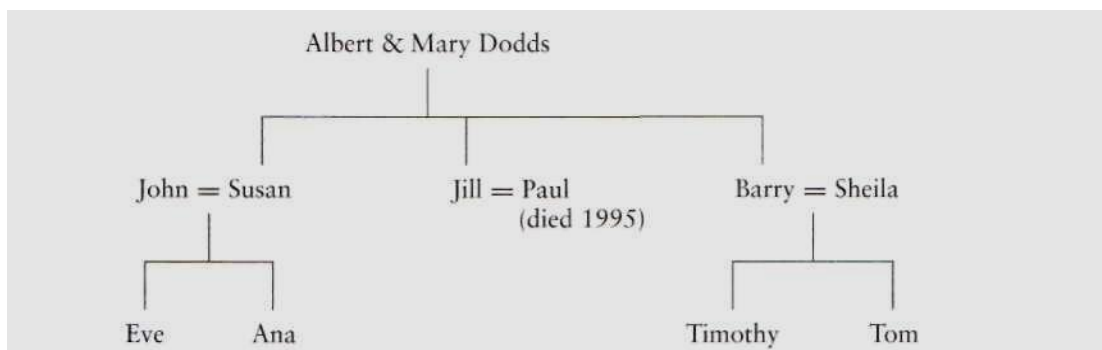 Albert & Mary Dodds
John = Susan
Jill = Paul
(died 1995)
Barry = Sheila
Eve
Ana
Timothy
Tom